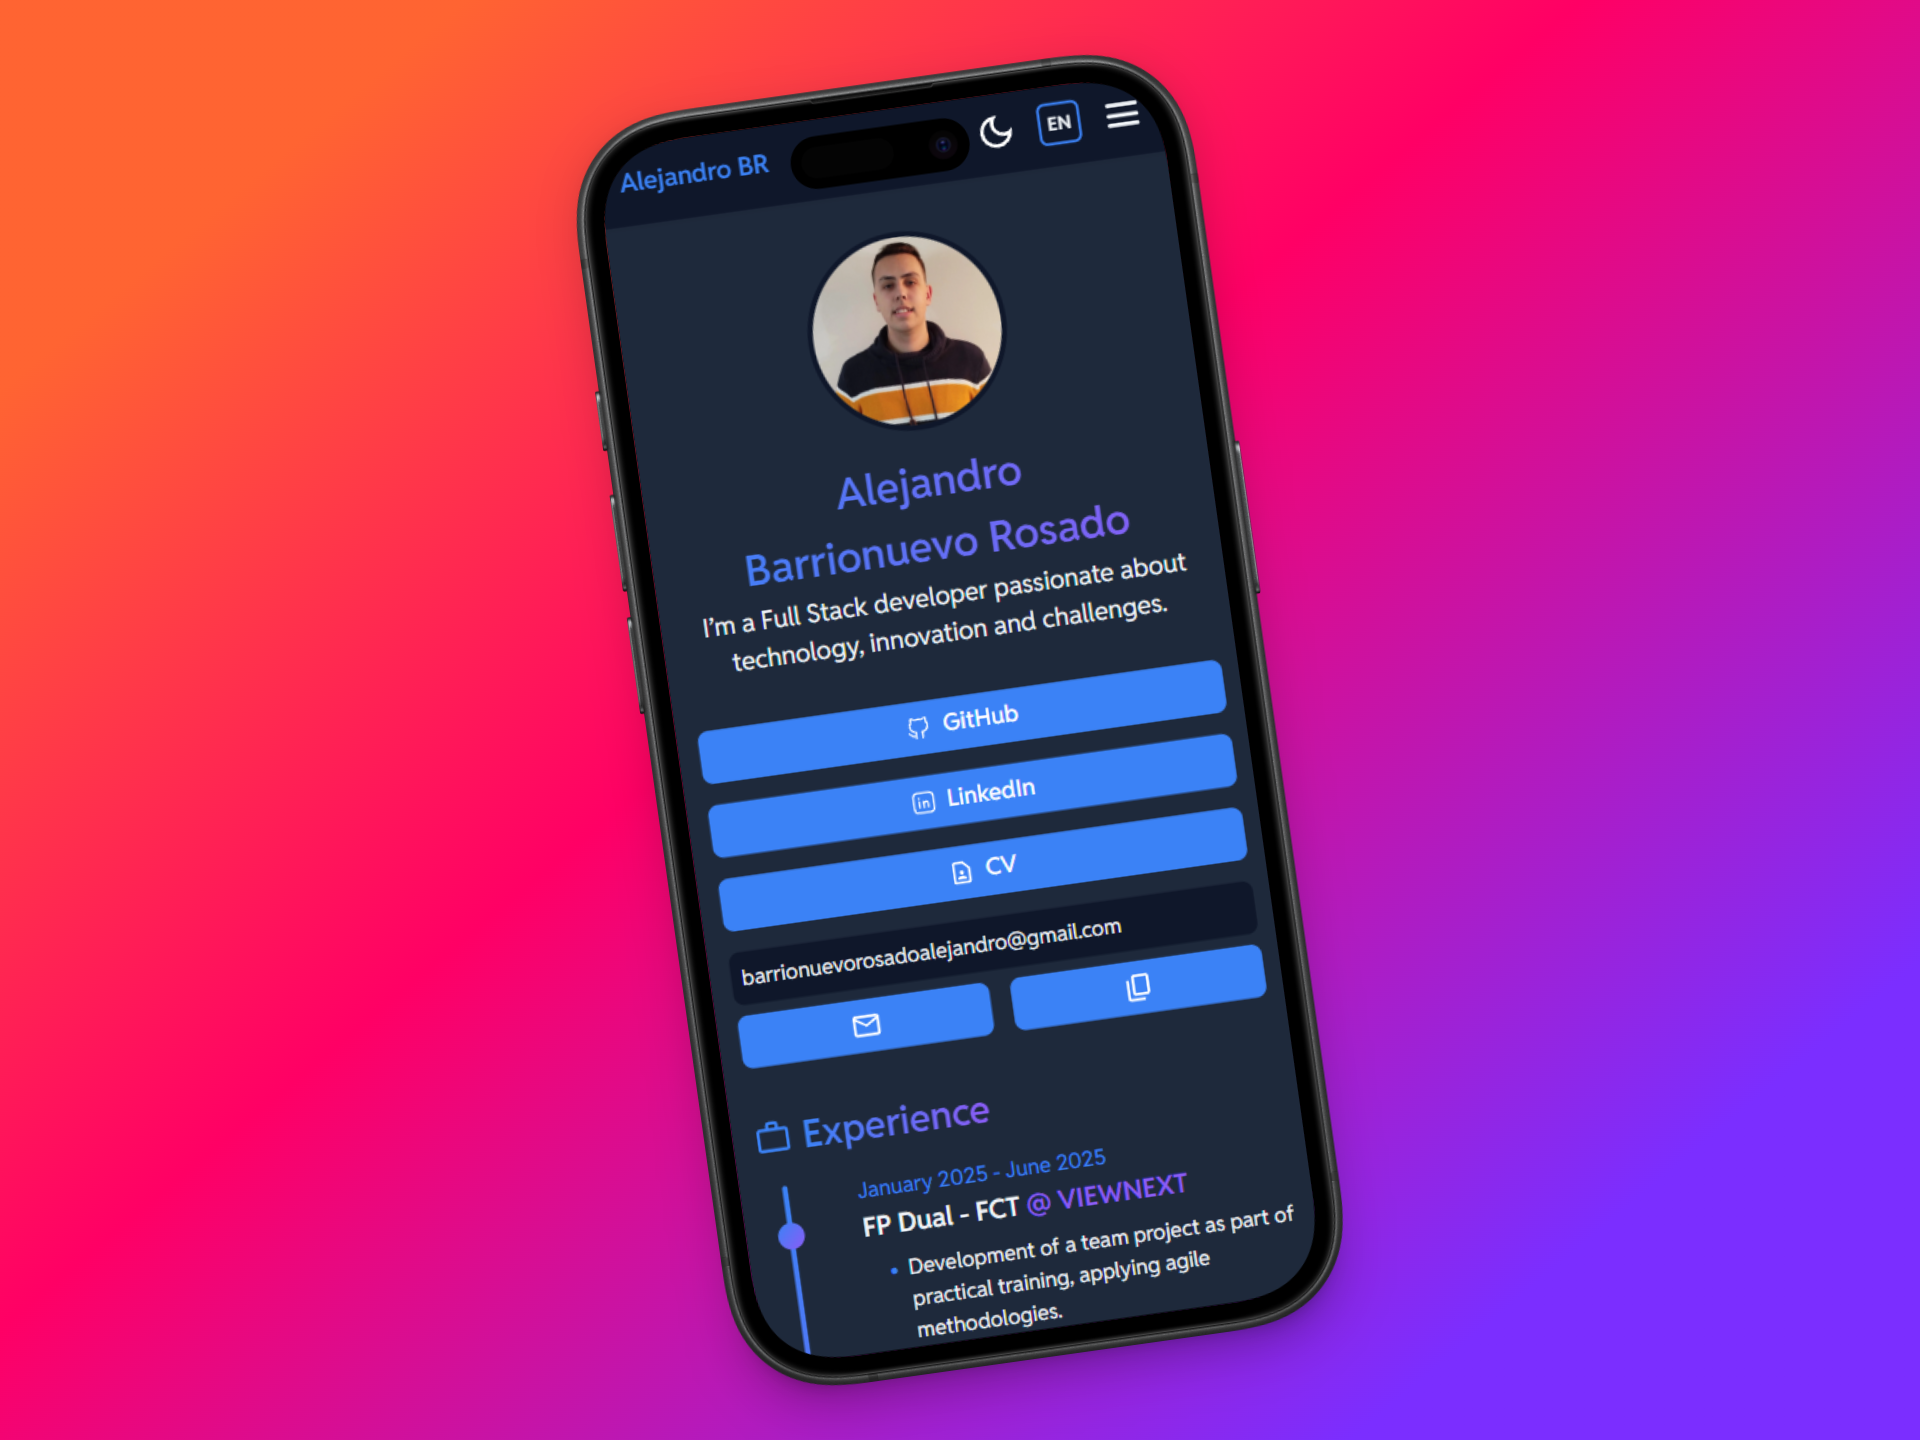 Alejandro BR
EN
Alejandro
Barrionuevo Rosado
I'm a Full Stack developer passionate about
technology, innovation and challenges.
GitHub
LinkedIn
CV
barrionuevorosadoalejandro@gmail.com
Experience
January 2025 - June 2025
FP Dual - FCT @ VIEWNEXT
• Development of a team project as part of
practical training, applying agile
methodologies.